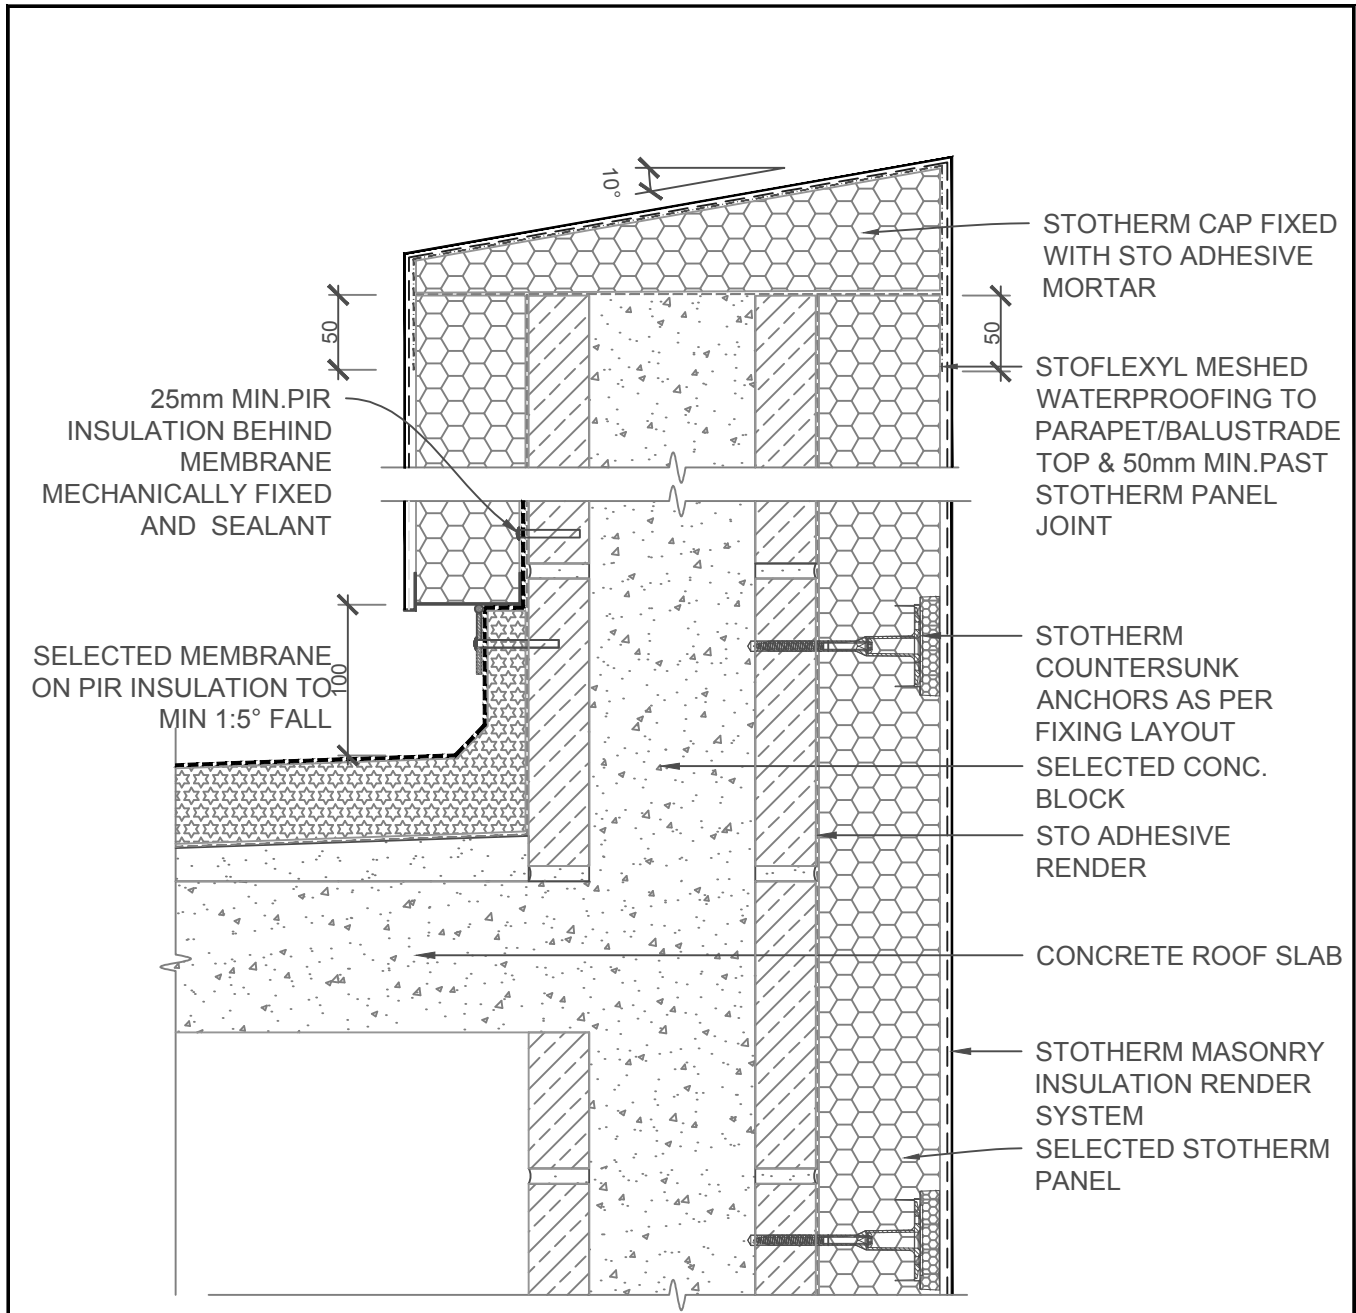 10°
STOTHERM CAP FIXED
WITH STO ADHESIVE
MORTAR
50
50
STOFLEXYL MESHED
WATERPROOFING TO
PARAPET/BALUSTRADE
TOP & 50mm MIN.PAST
STOTHERM PANEL
JOINT
25mm MIN.PIR
INSULATION BEHIND
MEMBRANE
MECHANICALLY FIXED
AND SEALANT
SELECTED MEMBRANE
ON PIR INSULATION TO
MIN 1:5° FALL
100
STOTHERM
COUNTERSUNK
ANCHORS AS PER
FIXING LAYOUT
SELECTED CONC.
BLOCK
STO ADHESIVE
RENDER
CONCRETE ROOF SLAB
STOTHERM MASONRY
INSULATION RENDER
SYSTEM
SELECTED STOTHERM
PANEL